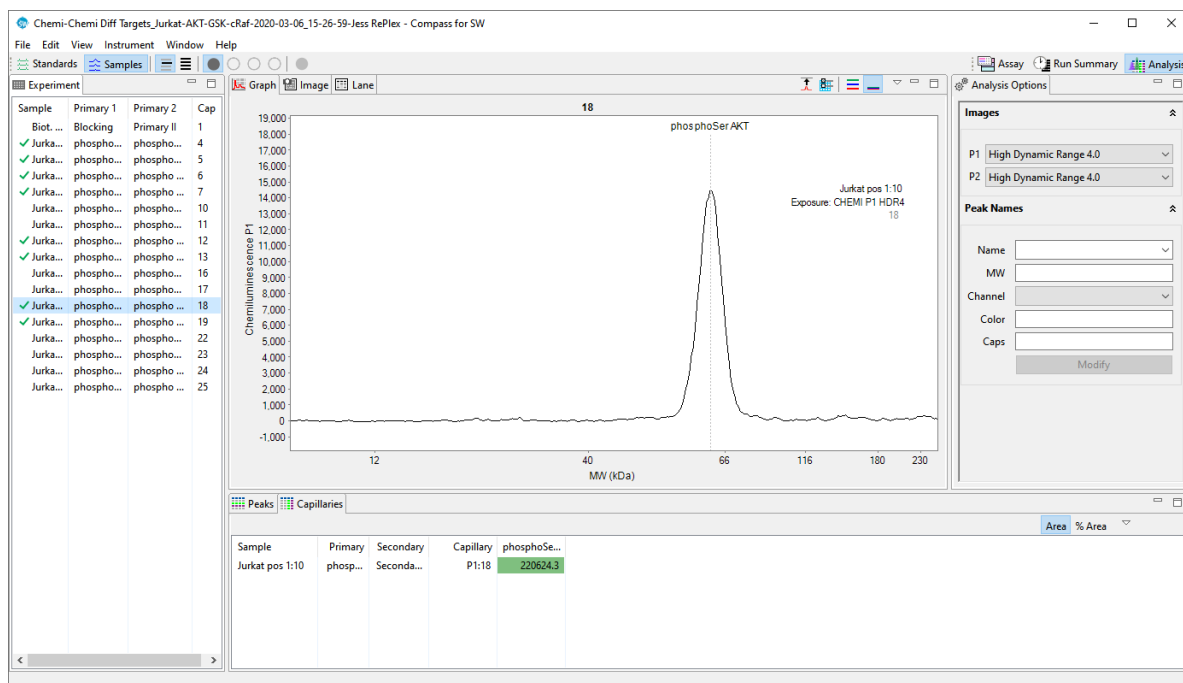 Chemi-Chemi Diff Targets_Jurkat-AKT-GSK-cRaf-2020-03-06_15-26-59-Jess RePlex - Compass for SW
File Edit View Instrument Window Help
Standards Samples Assay Run Summary Analysis
Experiment
Sample Primary 1 Primary 2 Cap
Biot. ... Blocking Primary II 1
Jurka... phospho... phospho... 4
Jurka... phospho... phospho... 5
Jurka... phospho... phospho ... 6
Jurka... phospho... phospho ... 7
Jurka... phospho... phospho... 10
Jurka... phospho... phospho... 11
Jurka... phospho... phospho... 12
Jurka... phospho... phospho... 13
Jurka... phospho... phospho... 16
Jurka... phospho... phospho... 17
Jurka... phospho... phospho ... 18
Jurka... phospho... phospho ... 19
Jurka... phospho... phospho... 22
Jurka... phospho... phospho... 23
Jurka... phospho... phospho ... 24
Jurka... phospho... phospho ... 25
Graph Image Lane
18
phosphoSer AKT
Jurkat pos 1:10
Exposure: CHEMI P1 HDR4
18
Chemiluminescence P1
19,000
18,000
17,000
16,000
15,000
14,000
13,000
12,000
11,000
10,000
9,000
8,000
7,000
6,000
5,000
4,000
3,000
2,000
1,000
0
-1,000
12 40 66 116 180 230
MW (kDa)
Analysis Options
Images
P1 High Dynamic Range 4.0
P2 High Dynamic Range 4.0
Peak Names
Name
MW
Channel
Color
Caps
Modify
Peaks Capillaries
Area % Area
Sample Primary Secondary Capillary phosphoSe...
Jurkat pos 1:10 phosp... Seconda... P1:18 220624.3